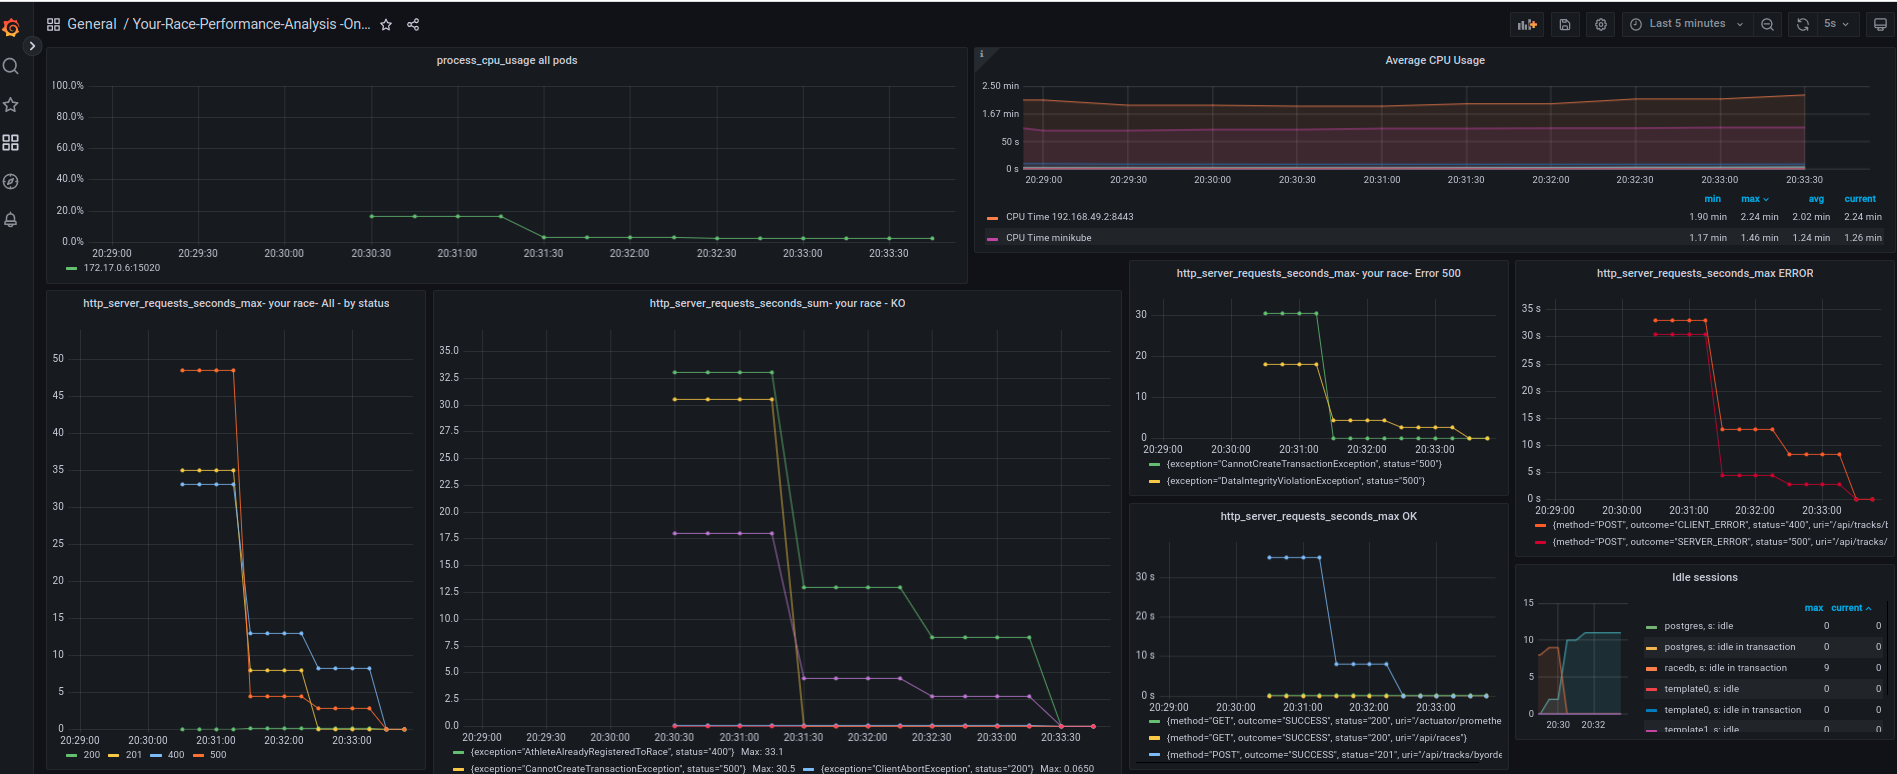 General / Your-Race-Performance-Analysis -On...
Last 5 minutes
5s
process_cpu_usage all pods
100.0%
80.0%
60.0%
40.0%
20.0%
0.0%
20:29:00 20:29:30 20:30:00 20:30:30 20:31:00 20:31:30 20:32:00 20:32:30 20:33:00 20:33:30
172.17.0.6:15020
i
Average CPU Usage
2.50 min
1.67 min
50 s
0 s
20:29:00 20:29:30 20:30:00 20:30:30 20:31:00 20:31:30 20:32:00 20:32:30 20:33:00 20:33:30
min max avg current
CPU Time 192.168.49.2:8443 1.90 min 2.24 min 2.02 min 2.24 min
CPU Time minikube 1.17 min 1.46 min 1.24 min 1.26 min
http_server_requests_seconds_max- your race- All - by status
50
45
40
35
30
25
20
15
10
5
0
20:29:00 20:30:00 20:31:00 20:32:00 20:33:00
200 201 400 500
http_server_requests_seconds_sum- your race - KO
35.0
32.5
30.0
27.5
25.0
22.5
20.0
17.5
15.0
12.5
10.0
7.5
5.0
2.5
0.0
20:29:00 20:29:30 20:30:00 20:30:30 20:31:00 20:31:30 20:32:00 20:32:30 20:33:00 20:33:30
{exception="AthleteAlreadyRegisteredToRace", status="400"} Max: 33.1
{exception="CannotCreateTransactionException", status="500"} Max: 30.5 {exception="ClientAbortException", status="200"} Max: 0.0650
http_server_requests_seconds_max- your race- Error 500
30
20
10
0
20:29:00 20:30:00 20:31:00 20:32:00 20:33:00
{exception="CannotCreateTransactionException", status="500"}
{exception="DataIntegrityViolationException", status="500"}
http_server_requests_seconds_max OK
30 s
20 s
10 s
0 s
20:29:00 20:30:00 20:31:00 20:32:00 20:33:00
{method="GET", outcome="SUCCESS", status="200", uri="/actuator/promethe
{method="GET", outcome="SUCCESS", status="200", uri="/api/races"}
{method="POST", outcome="SUCCESS", status="201", uri="/api/tracks/byorde
http_server_requests_seconds_max ERROR
35 s
30 s
25 s
20 s
15 s
10 s
5 s
0 s
20:29:00 20:30:00 20:31:00 20:32:00 20:33:00
{method="POST", outcome="CLIENT_ERROR", status="400", uri="/api/tracks/b
{method="POST", outcome="SERVER_ERROR", status="500", uri="/api/tracks/
Idle sessions
15
10
5
0
20:30 20:32
max current
postgres, s: idle 0 0
postgres, s: idle in transaction 0 0
racedb, s: idle in transaction 9 0
template0, s: idle 0 0
template0, s: idle in transaction 0 0
template1, s: idle 0 0